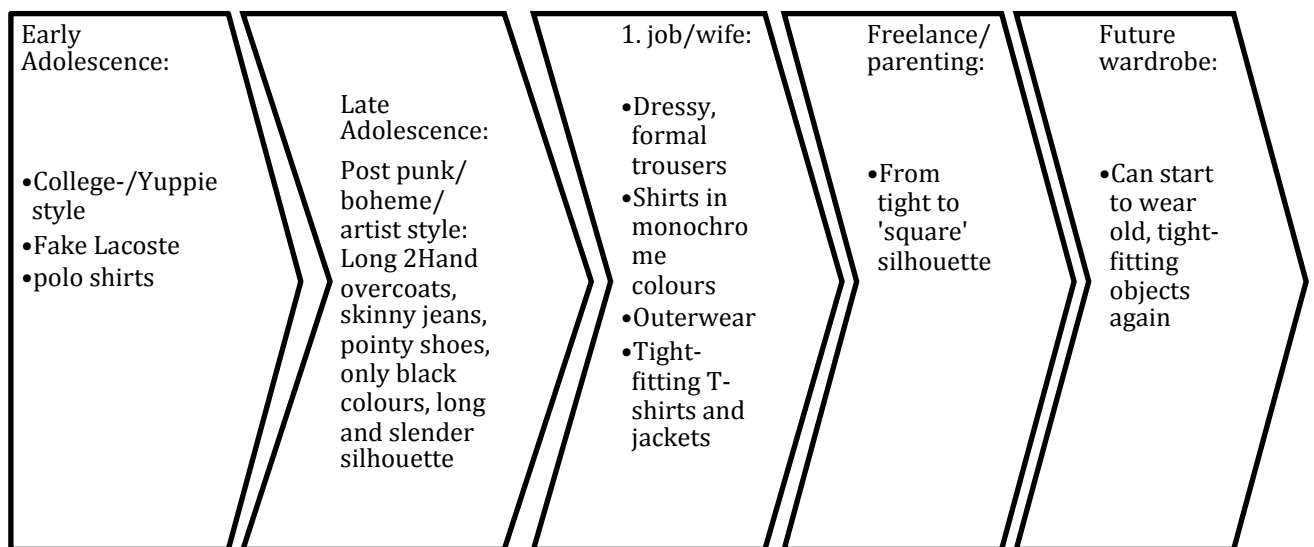 Early
Adolescence:
•College-/Yuppie
style
•Fake Lacoste
•polo shirts
Late
Adolescence:
Post punk/
boheme/
artist style:
Long 2Hand
overcoats,
skinny jeans,
pointy shoes,
only black
colours, long
and slender
silhouette
1. job/wife:
•Dressy,
formal
trousers
•Shirts in
monochro
me
colours
•Outerwear
•Tight-
fitting T-
shirts and
jackets
Freelance/
parenting:
•From
tight to
'square'
silhouette
Future
wardrobe:
•Can start
to wear
old, tight-
fitting
objects
again